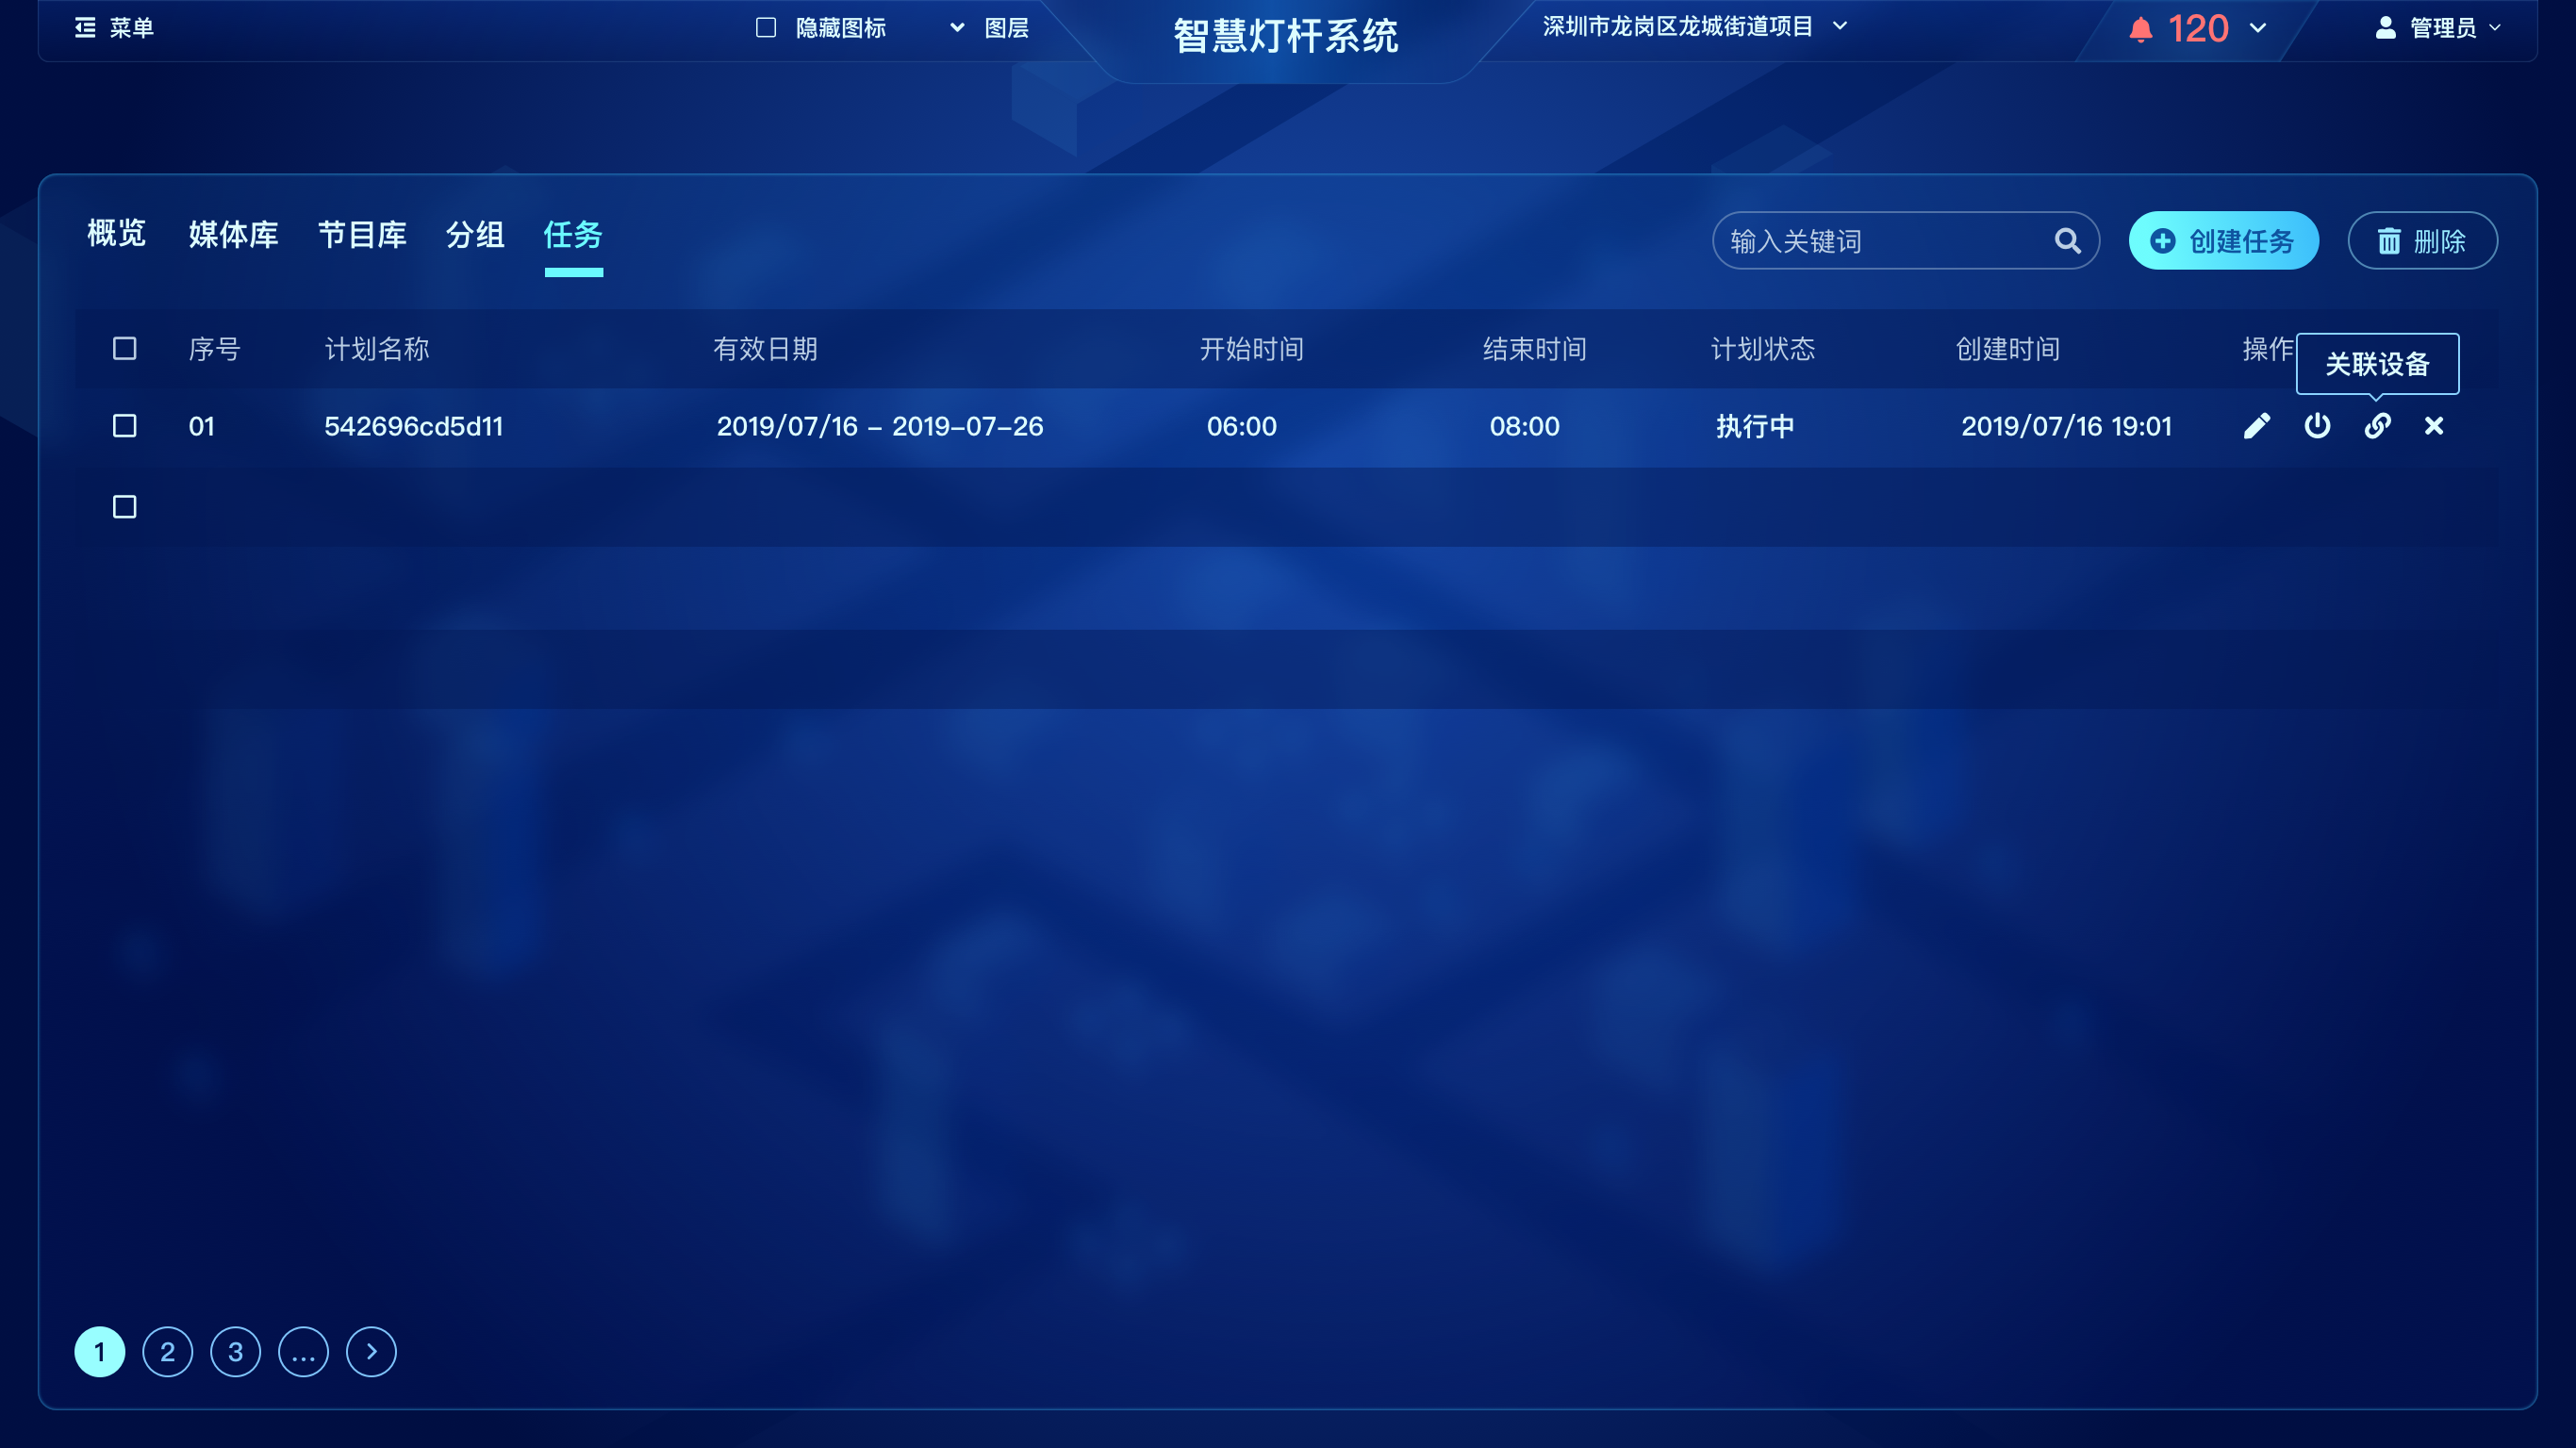 菜单
隐藏图标
图层
智慧灯杆系统
深圳市龙岗区龙城街道项目
120
管理员
概览 媒体库 节目库 分组 任务
输入关键词
创建任务
删除
序号 计划名称 有效日期 开始时间 结束时间 计划状态 创建时间 操作
关联设备
01 542696cd5d11 2019/07/16 – 2019-07-26 06:00 08:00 执行中 2019/07/16 19:01
1 2 3 ...